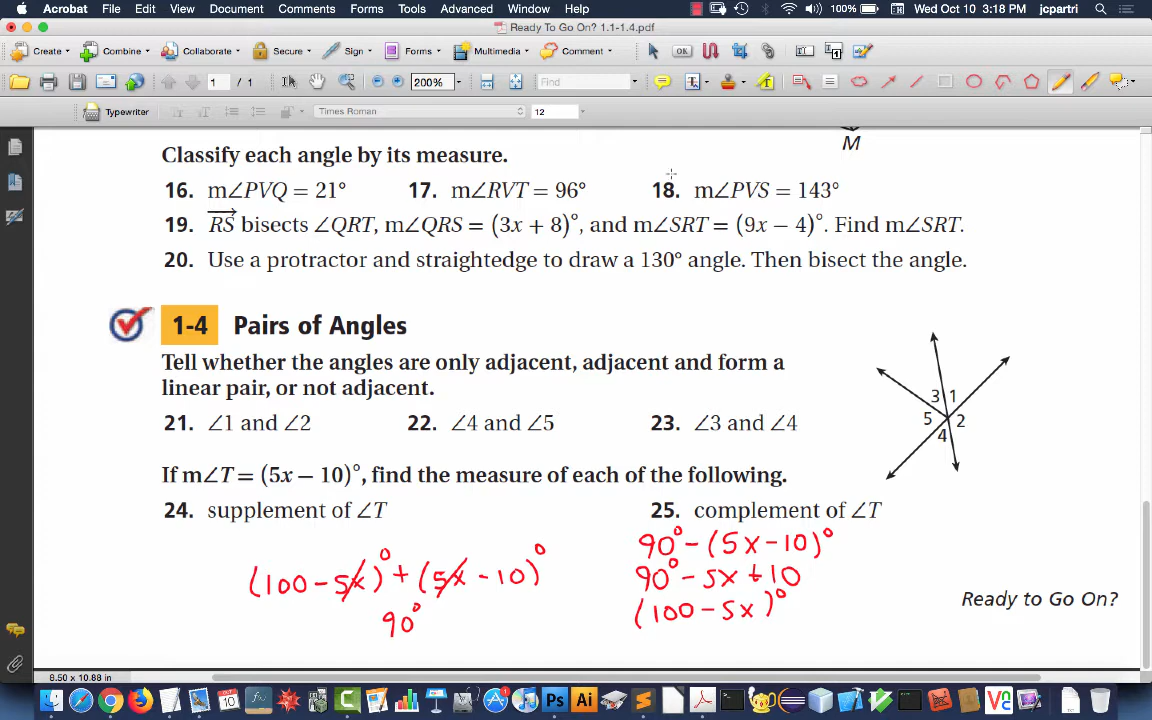 Acrobat File Edit View Window Documents Comments Forms Tools Advanced Window Help 100% Wed Oct 10 3:18 PM jcpartri
Ready To Go On? 1.1-1.4.pdf
Create Combine Collaborate Secure Sign Forms Multimedia Comment
1 / 1 200% Find
Typewriter Times Roman 12
M
Classify each angle by its measure.
16. m∠PVQ = 21° 17. m∠RVT = 96° 18. m∠PVS = 143°
19. RS bisects ∠QRT, m∠QRS = (3x + 8)°, and m∠SRT = (9x − 4)°. Find m∠SRT.
20. Use a protractor and straightedge to draw a 130° angle. Then bisect the angle.
1-4 Pairs of Angles
Tell whether the angles are only adjacent, adjacent and form a
linear pair, or not adjacent.
21. ∠1 and ∠2 22. ∠4 and ∠5 23. ∠3 and ∠4
3 1
5 2
4
If m∠T = (5x − 10)°, find the measure of each of the following.
24. supplement of ∠T 25. complement of ∠T
90° − (5x − 10)°
(100 − 5x)° + (5x − 10)° 90° − 5x + 10
90° (100 − 5x)°
Ready to Go On?
8.50 x 10.88 in